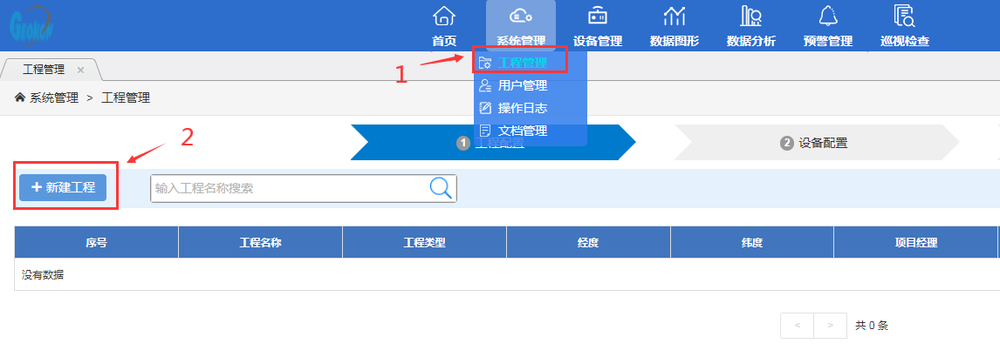 GEOKON
首页
系统管理
设备管理
数据图形
数据分析
预警管理
巡视检查
工程管理 ×
1
工程管理
用户管理
操作日志
文档管理
系统管理 > 工程管理
2
1 工程配置
2 设备配置
+ 新建工程
输入工程名称搜索
序号 工程名称 工程类型 经度 纬度 项目经理
没有数据
< > 共 0 条